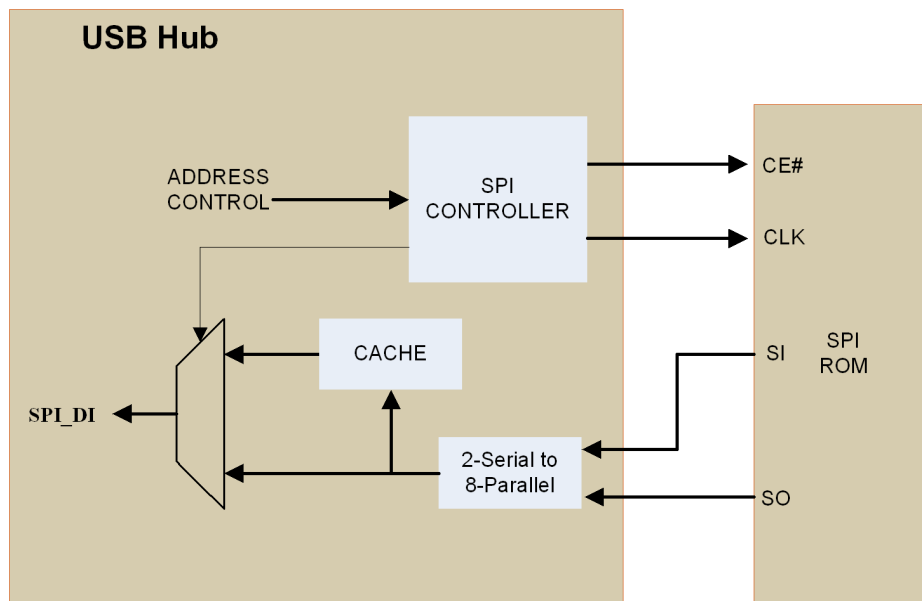 USB Hub
ADDRESS
CONTROL
SPI
CONTROLLER
CE#
CLK
CACHE
SI
SPI
ROM
SPI_DI
2-Serial to
8-Parallel
SO